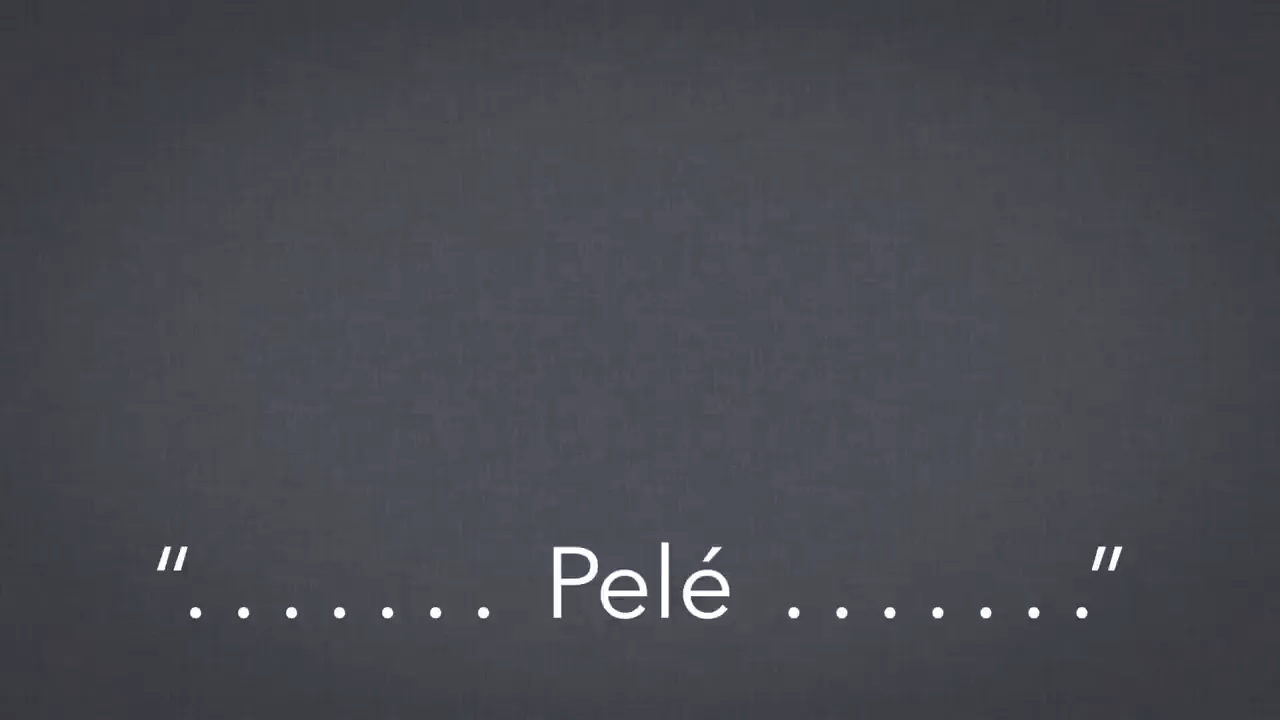 “. . . . . . . Pelé . . . . . . .”